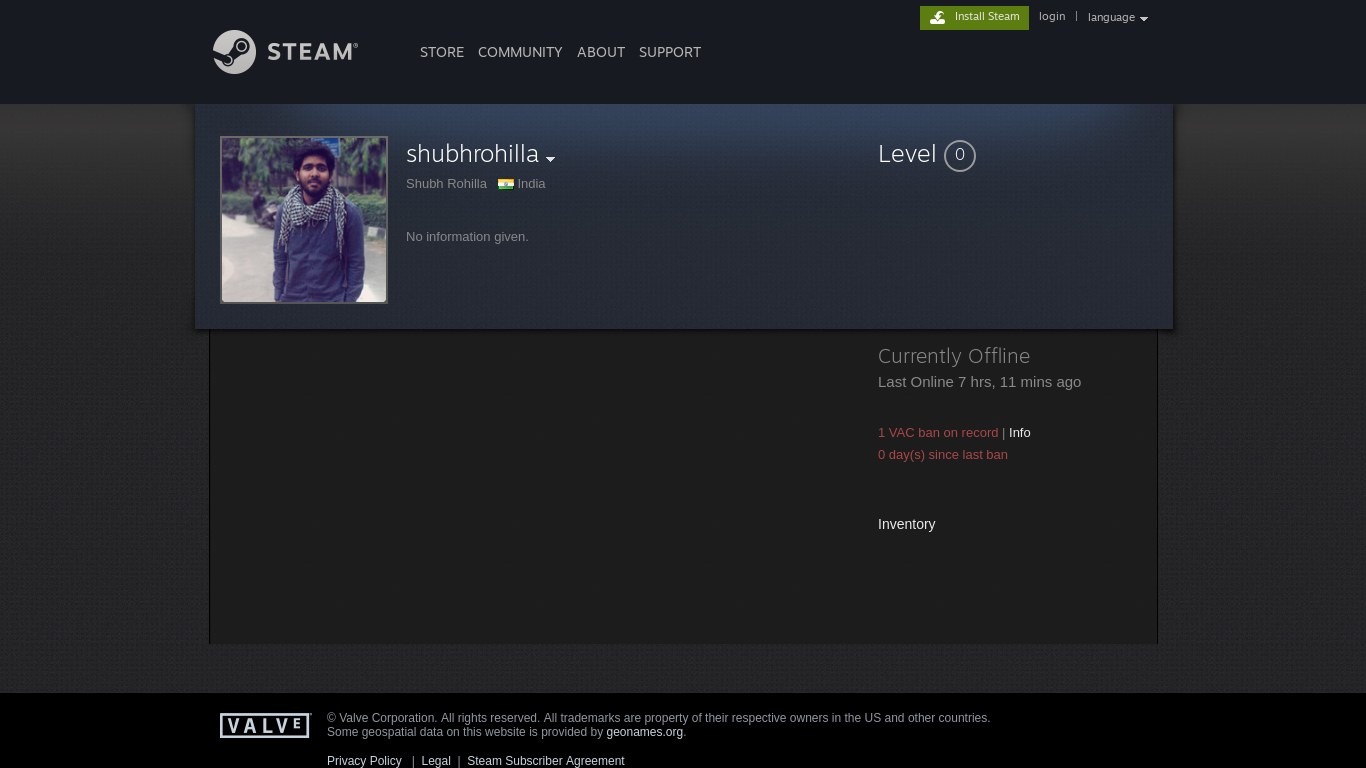 Install Steam
login | language
STEAM®
STORE COMMUNITY ABOUT SUPPORT
shubhrohilla
Shubh Rohilla India
No information given.
Level 0
Currently Offline
Last Online 7 hrs, 11 mins ago
1 VAC ban on record | Info
0 day(s) since last ban
Inventory
VALVE
© Valve Corporation. All rights reserved. All trademarks are property of their respective owners in the US and other countries.
Some geospatial data on this website is provided by geonames.org.
Privacy Policy | Legal | Steam Subscriber Agreement